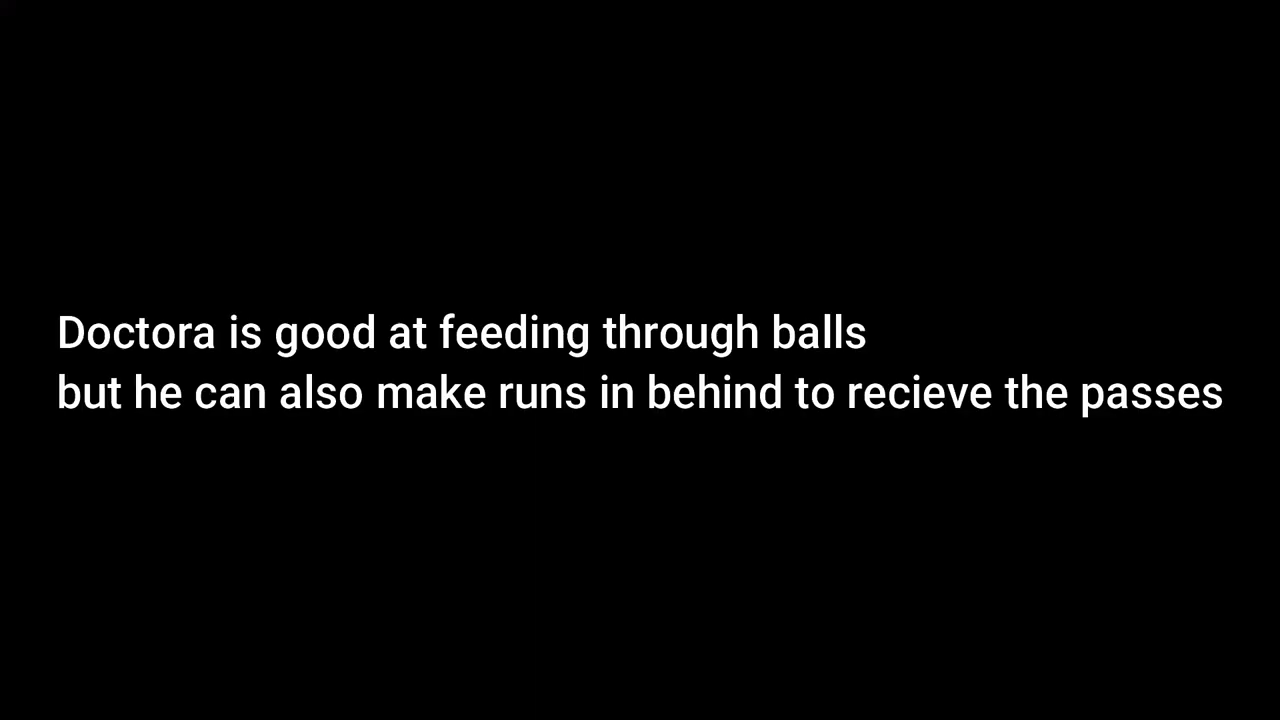 Doctora is good at feeding through balls
but he can also make runs in behind to recieve the passes